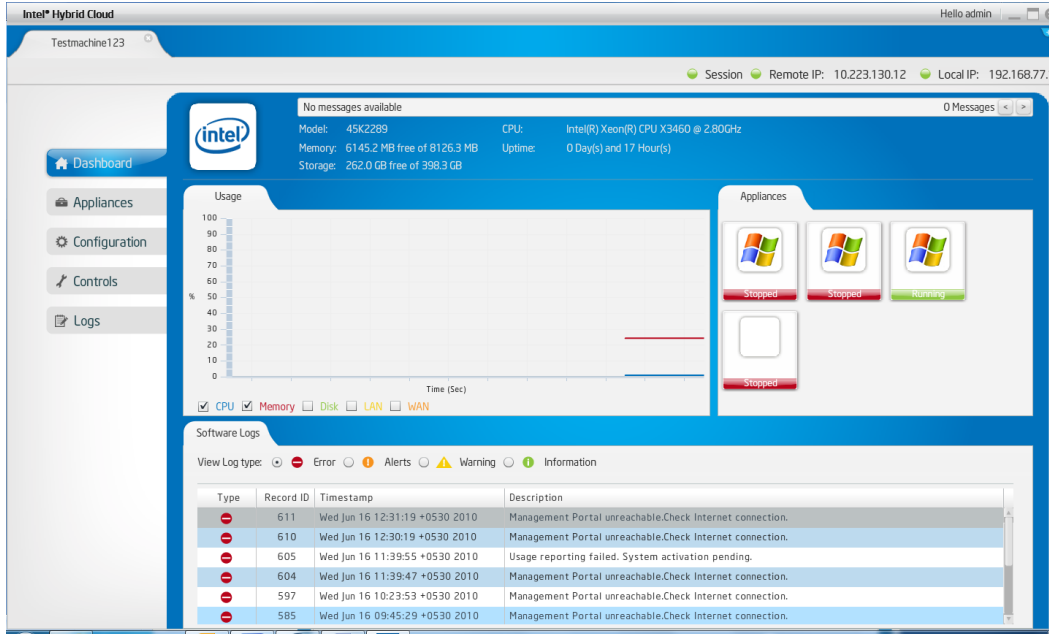 Intel® Hybrid Cloud Hello admin
Testmachine123
Session Remote IP: 10.223.130.12 Local IP: 192.168.77.
No messages available 0 Messages < >
intel
Model: 45K2289 CPU: Intel(R) Xeon(R) CPU X3460 @ 2.80GHz
Memory: 6145.2 MB free of 8126.3 MB Uptime: 0 Day(s) and 17 Hour(s)
Storage: 262.0 GB free of 398.3 GB
Dashboard
Appliances
Configuration
Controls
Logs
Usage
100
90
80
70
60
% 50
40
30
20
10
0
Time (Sec)
CPU Memory Disk LAN WAN
Appliances
Stopped Stopped Running
Stopped
Software Logs
View Log type: Error Alerts Warning Information
Type Record ID Timestamp Description
611 Wed Jun 16 12:31:19 +0530 2010 Management Portal unreachable.Check Internet connection.
610 Wed Jun 16 12:30:19 +0530 2010 Management Portal unreachable.Check Internet connection.
605 Wed Jun 16 11:39:55 +0530 2010 Usage reporting failed. System activation pending.
604 Wed Jun 16 11:39:47 +0530 2010 Management Portal unreachable.Check Internet connection.
597 Wed Jun 16 10:23:53 +0530 2010 Management Portal unreachable.Check Internet connection.
585 Wed Jun 16 09:45:29 +0530 2010 Management Portal unreachable.Check Internet connection.